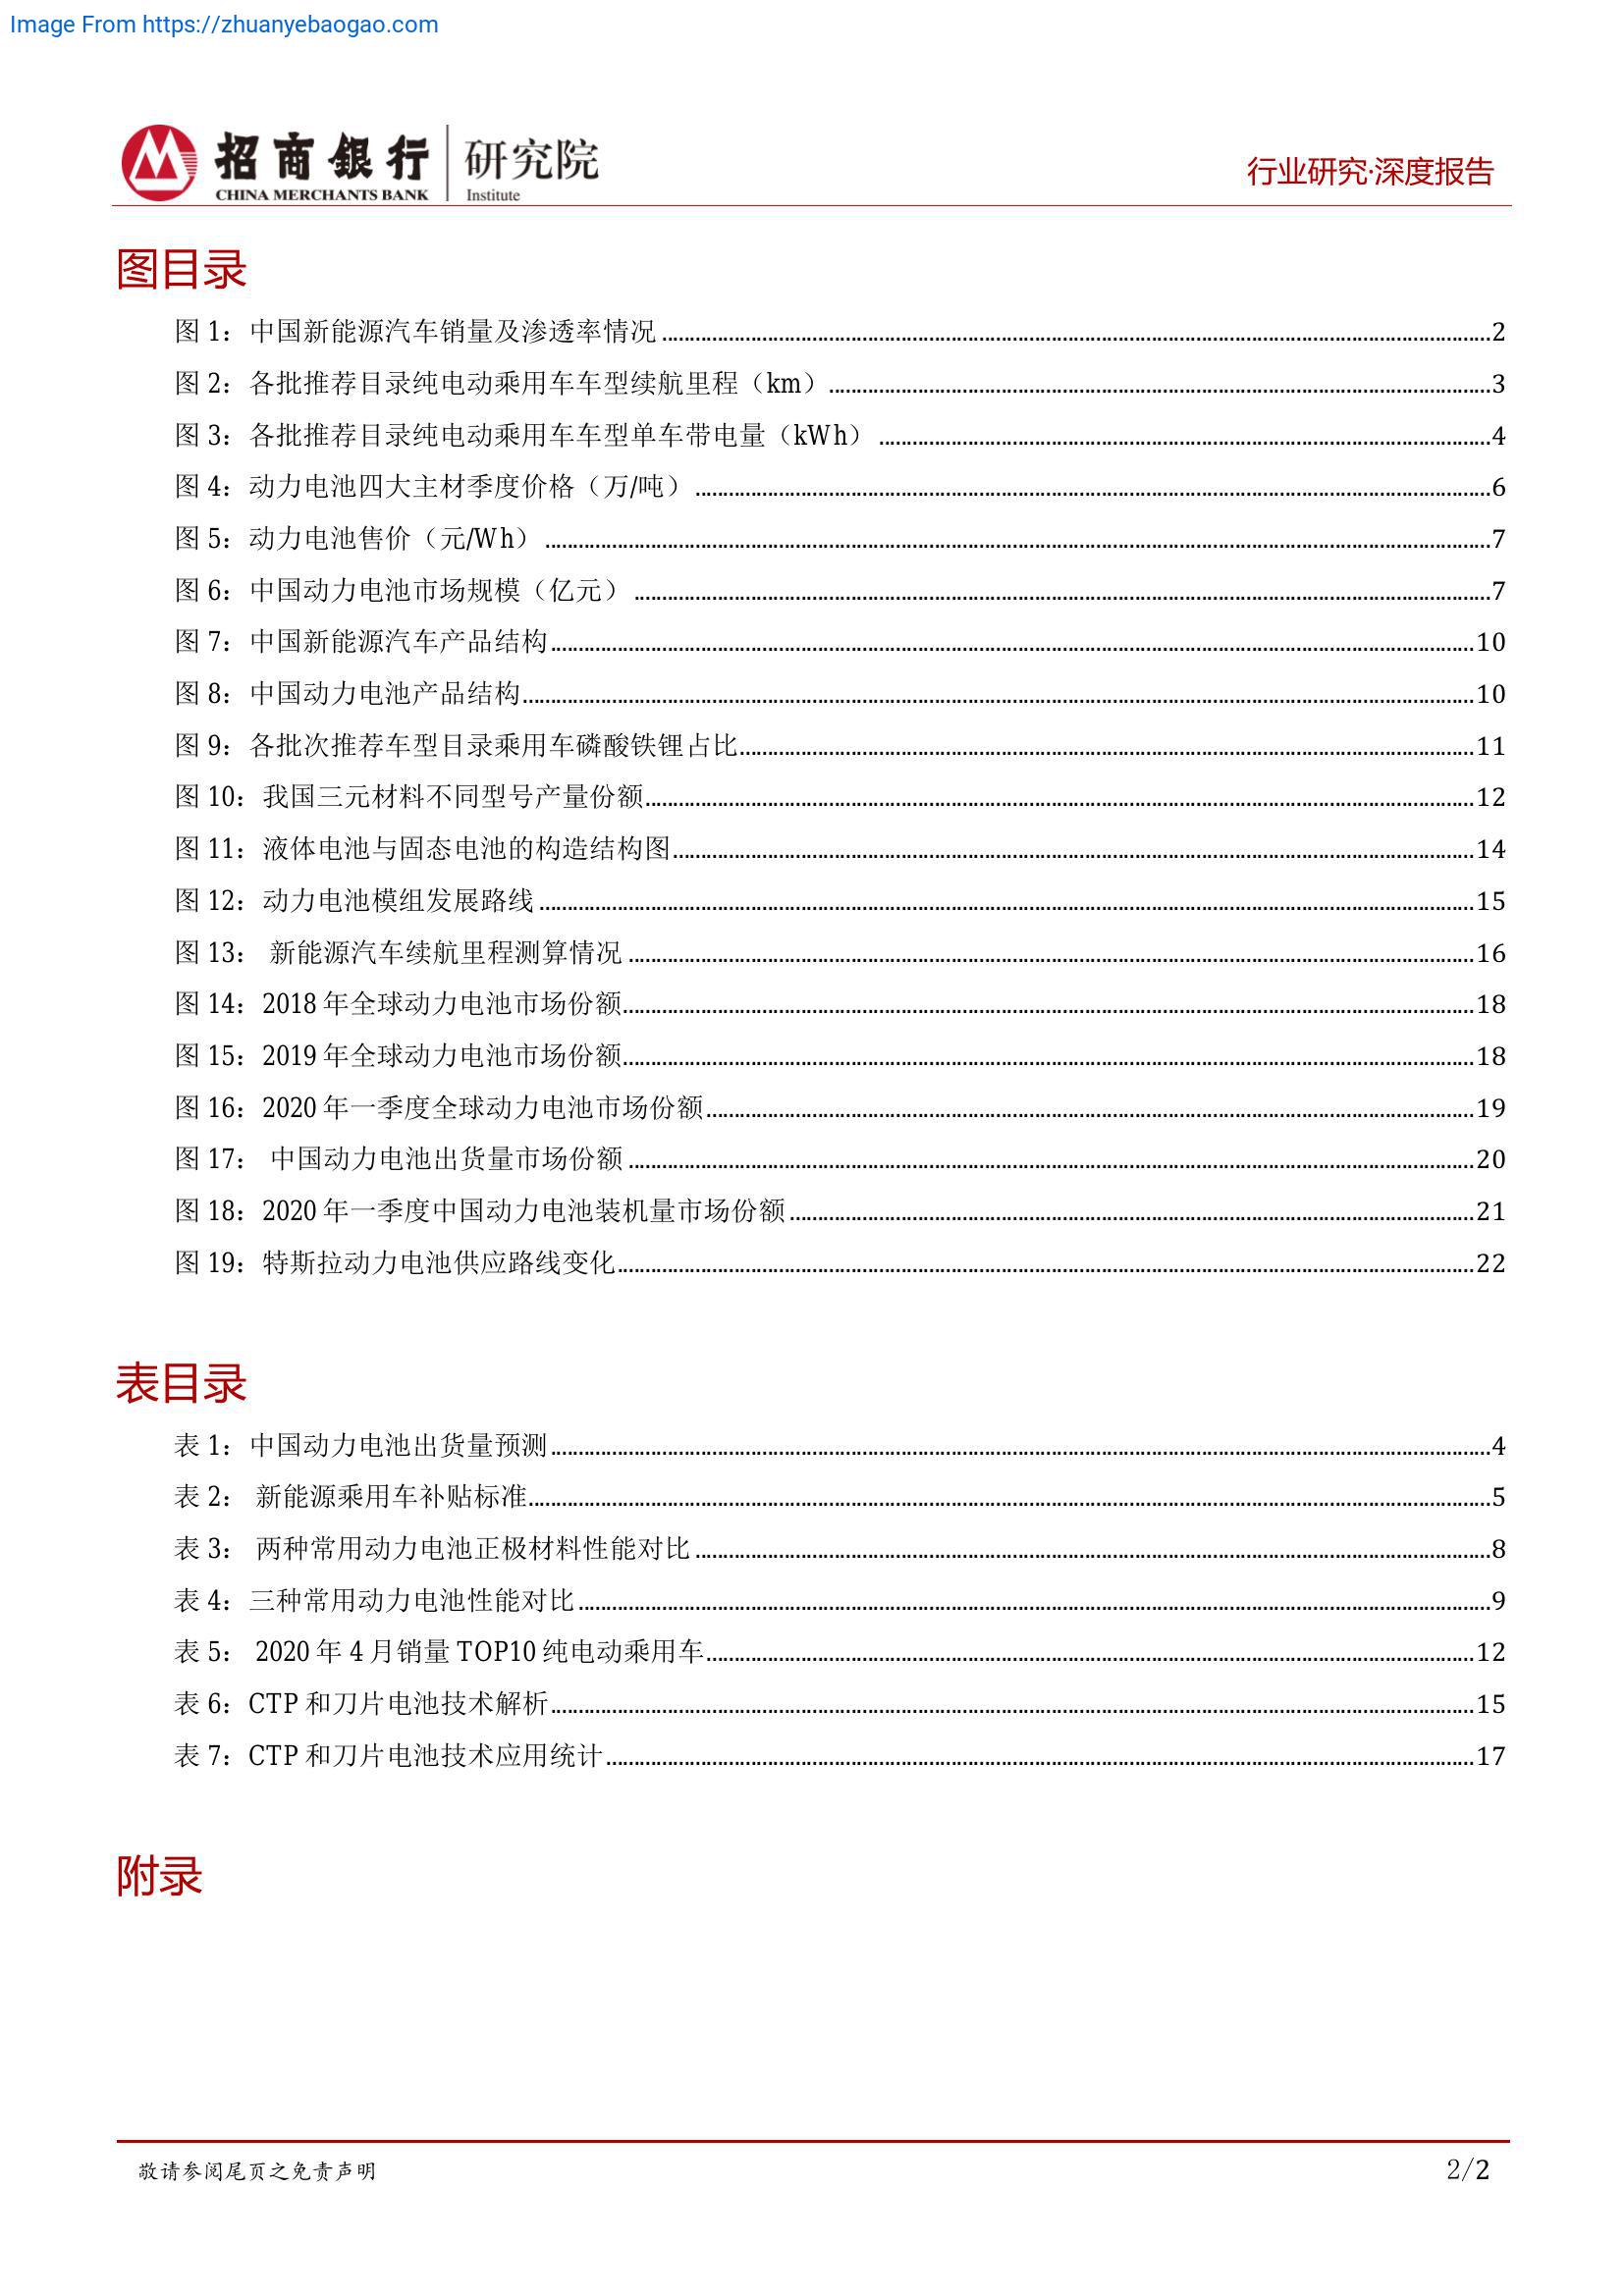 Image From https://zhuanyebaogao.com
招商銀行 研究院
CHINA MERCHANTS BANK Institute
行业研究·深度报告
图目录
图 1：中国新能源汽车销量及渗透率情况 2
图 2：各批推荐目录纯电动乘用车车型续航里程（km） 3
图 3：各批推荐目录纯电动乘用车车型单车带电量（kWh） 4
图 4：动力电池四大主材季度价格（万/吨） 6
图 5：动力电池售价（元/Wh） 7
图 6：中国动力电池市场规模（亿元） 7
图 7：中国新能源汽车产品结构 10
图 8：中国动力电池产品结构 10
图 9：各批次推荐车型目录乘用车磷酸铁锂占比 11
图 10：我国三元材料不同型号产量份额 12
图 11：液体电池与固态电池的构造结构图 14
图 12：动力电池模组发展路线 15
图 13： 新能源汽车续航里程测算情况 16
图 14：2018 年全球动力电池市场份额 18
图 15：2019 年全球动力电池市场份额 18
图 16：2020 年一季度全球动力电池市场份额 19
图 17： 中国动力电池出货量市场份额 20
图 18：2020 年一季度中国动力电池装机量市场份额 21
图 19：特斯拉动力电池供应路线变化 22
表目录
表 1：中国动力电池出货量预测 4
表 2： 新能源乘用车补贴标准 5
表 3： 两种常用动力电池正极材料性能对比 8
表 4：三种常用动力电池性能对比 9
表 5： 2020 年 4 月销量 TOP10 纯电动乘用车 12
表 6：CTP 和刀片电池技术解析 15
表 7：CTP 和刀片电池技术应用统计 17
附录
敬请参阅尾页之免责声明
2/2